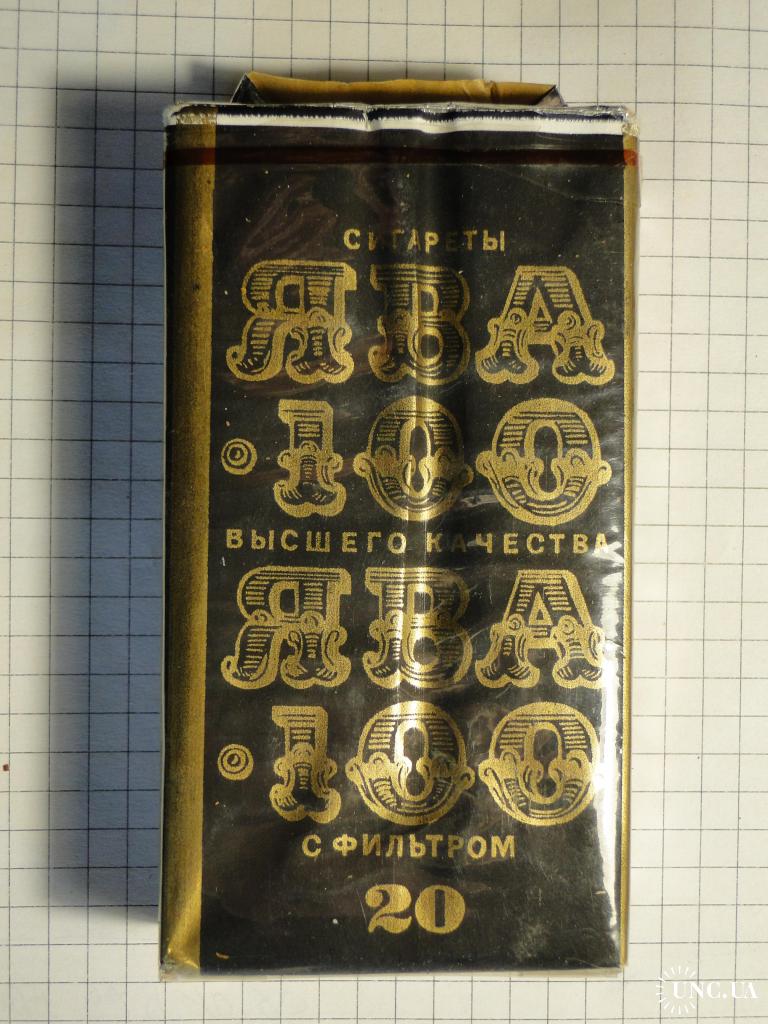 СИГАРЕТЫ
ЯВА
·100
ВЫСШЕГО КАЧЕСТВА
ЯВА
·100
С ФИЛЬТРОМ
20
UNC.UA